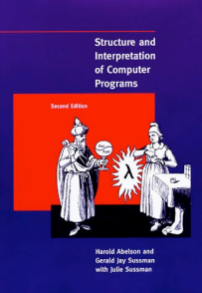 Structure and
Interpretation
of Computer
Programs
Second Edition
λ
Harold Abelson and
Gerald Jay Sussman
with Julie Sussman